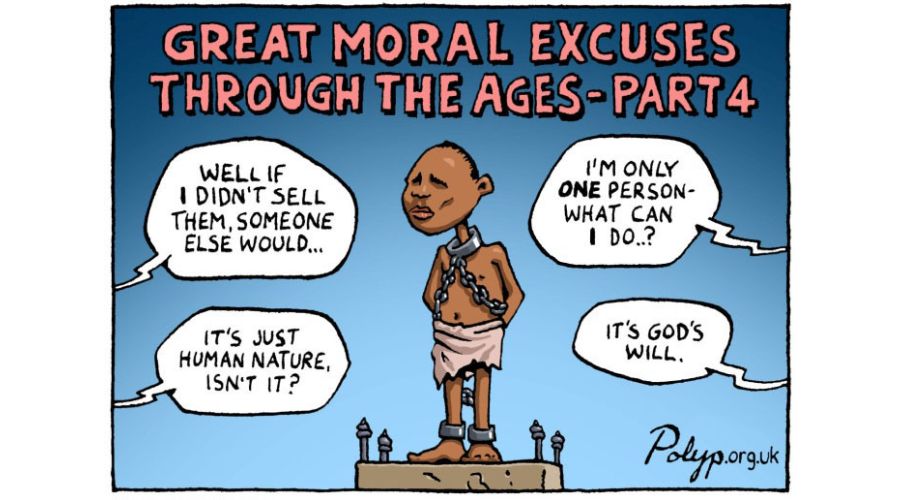 GREAT MORAL EXCUSES
THROUGH THE AGES-PART 4
WELL IF
I DIDN'T SELL
THEM, SOMEONE
ELSE WOULD...
I'M ONLY
ONE PERSON-
WHAT CAN
I DO..?
IT'S JUST
HUMAN NATURE,
ISN'T IT?
IT'S GOD'S
WILL.
Polyp.org.uk